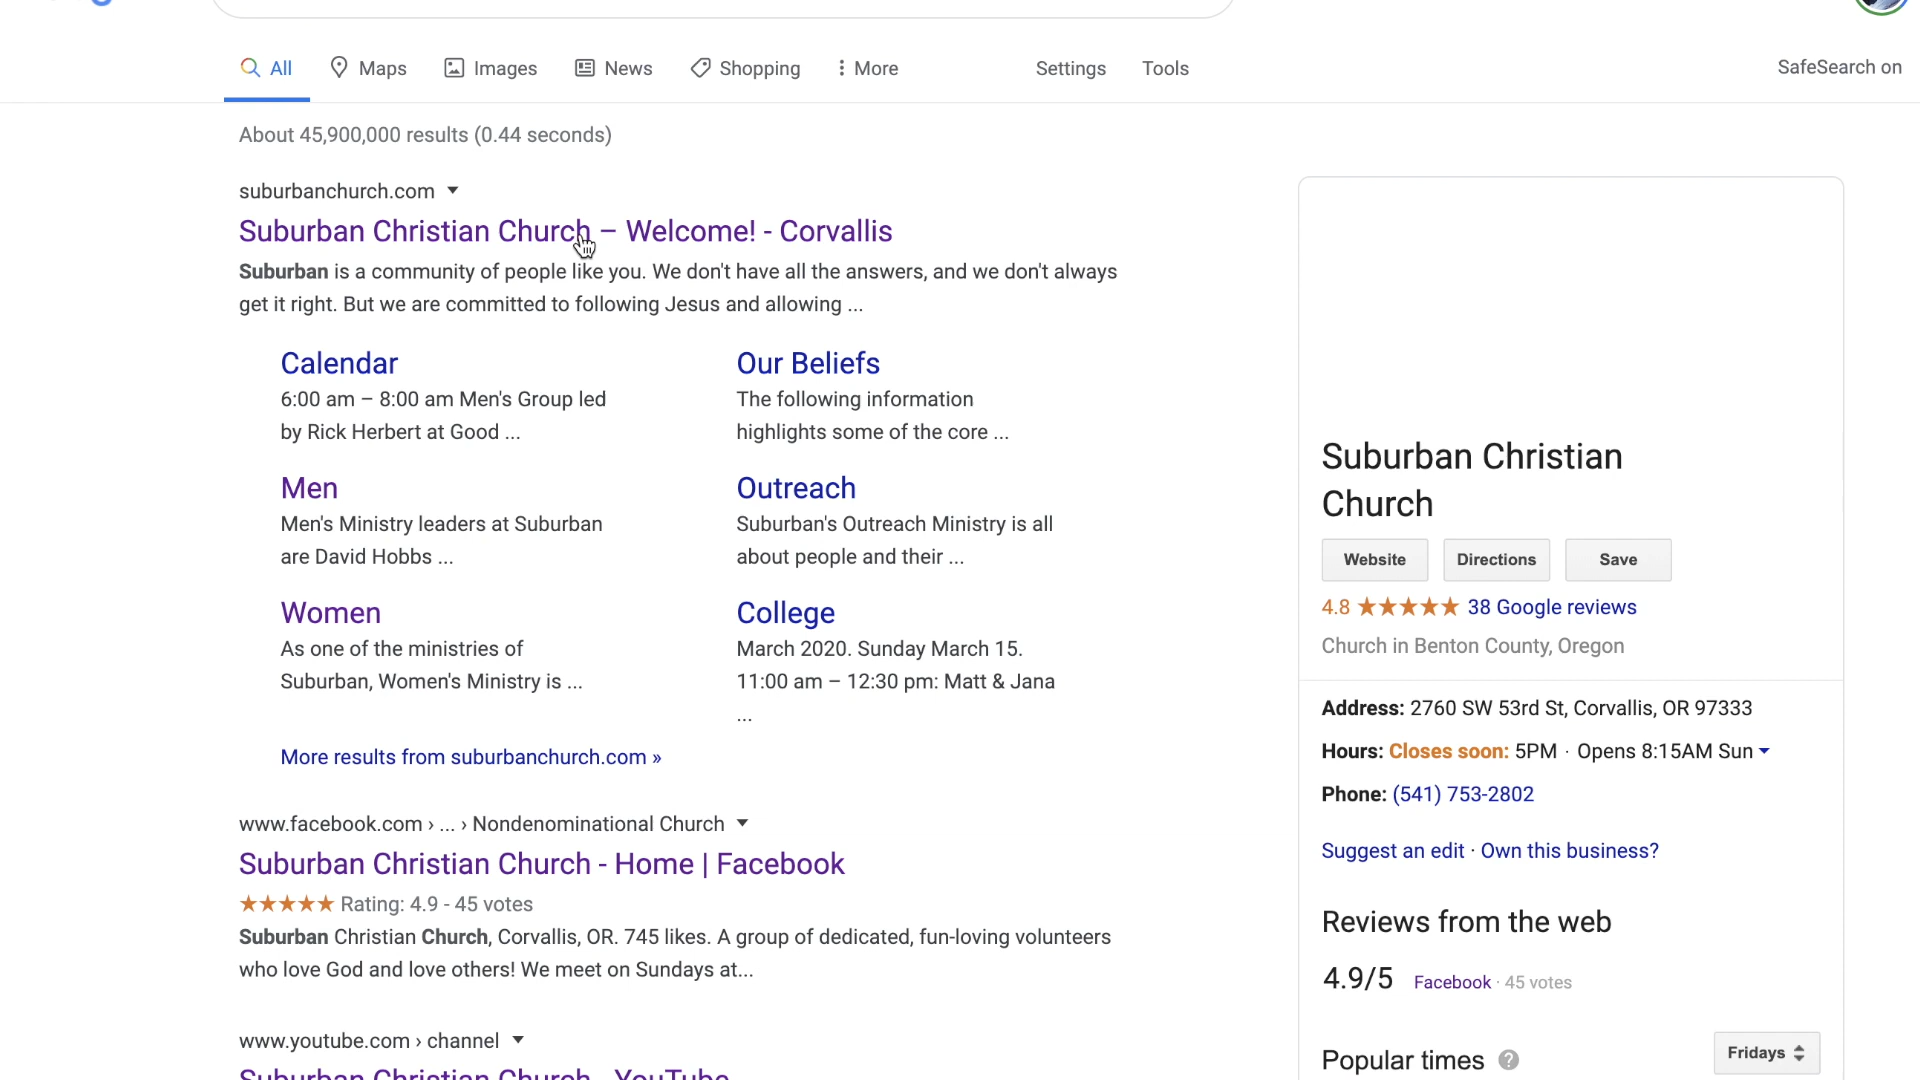 All Maps Images News Shopping More Settings Tools SafeSearch on
About 45,900,000 results (0.44 seconds)
suburbanchurch.com
Suburban Christian Church – Welcome! - Corvallis
Suburban is a community of people like you. We don't have all the answers, and we don't always
get it right. But we are committed to following Jesus and allowing ...
Calendar
6:00 am – 8:00 am Men's Group led
by Rick Herbert at Good ...
Our Beliefs
The following information
highlights some of the core ...
Men
Men's Ministry leaders at Suburban
are David Hobbs ...
Outreach
Suburban's Outreach Ministry is all
about people and their ...
Women
As one of the ministries of
Suburban, Women's Ministry is ...
College
March 2020. Sunday March 15.
11:00 am – 12:30 pm: Matt & Jana
...
More results from suburbanchurch.com »
www.facebook.com › ... › Nondenominational Church
Suburban Christian Church - Home | Facebook
★★★★★ Rating: 4.9 - 45 votes
Suburban Christian Church, Corvallis, OR. 745 likes. A group of dedicated, fun-loving volunteers
who love God and love others! We meet on Sundays at...
www.youtube.com › channel
Suburban Christian Church - YouTube
Suburban Christian
Church
Website Directions Save
4.8 ★★★★★ 38 Google reviews
Church in Benton County, Oregon
Address: 2760 SW 53rd St, Corvallis, OR 97333
Hours: Closes soon: 5PM · Opens 8:15AM Sun
Phone: (541) 753-2802
Suggest an edit · Own this business?
Reviews from the web
4.9/5 Facebook · 45 votes
Popular times ? Fridays